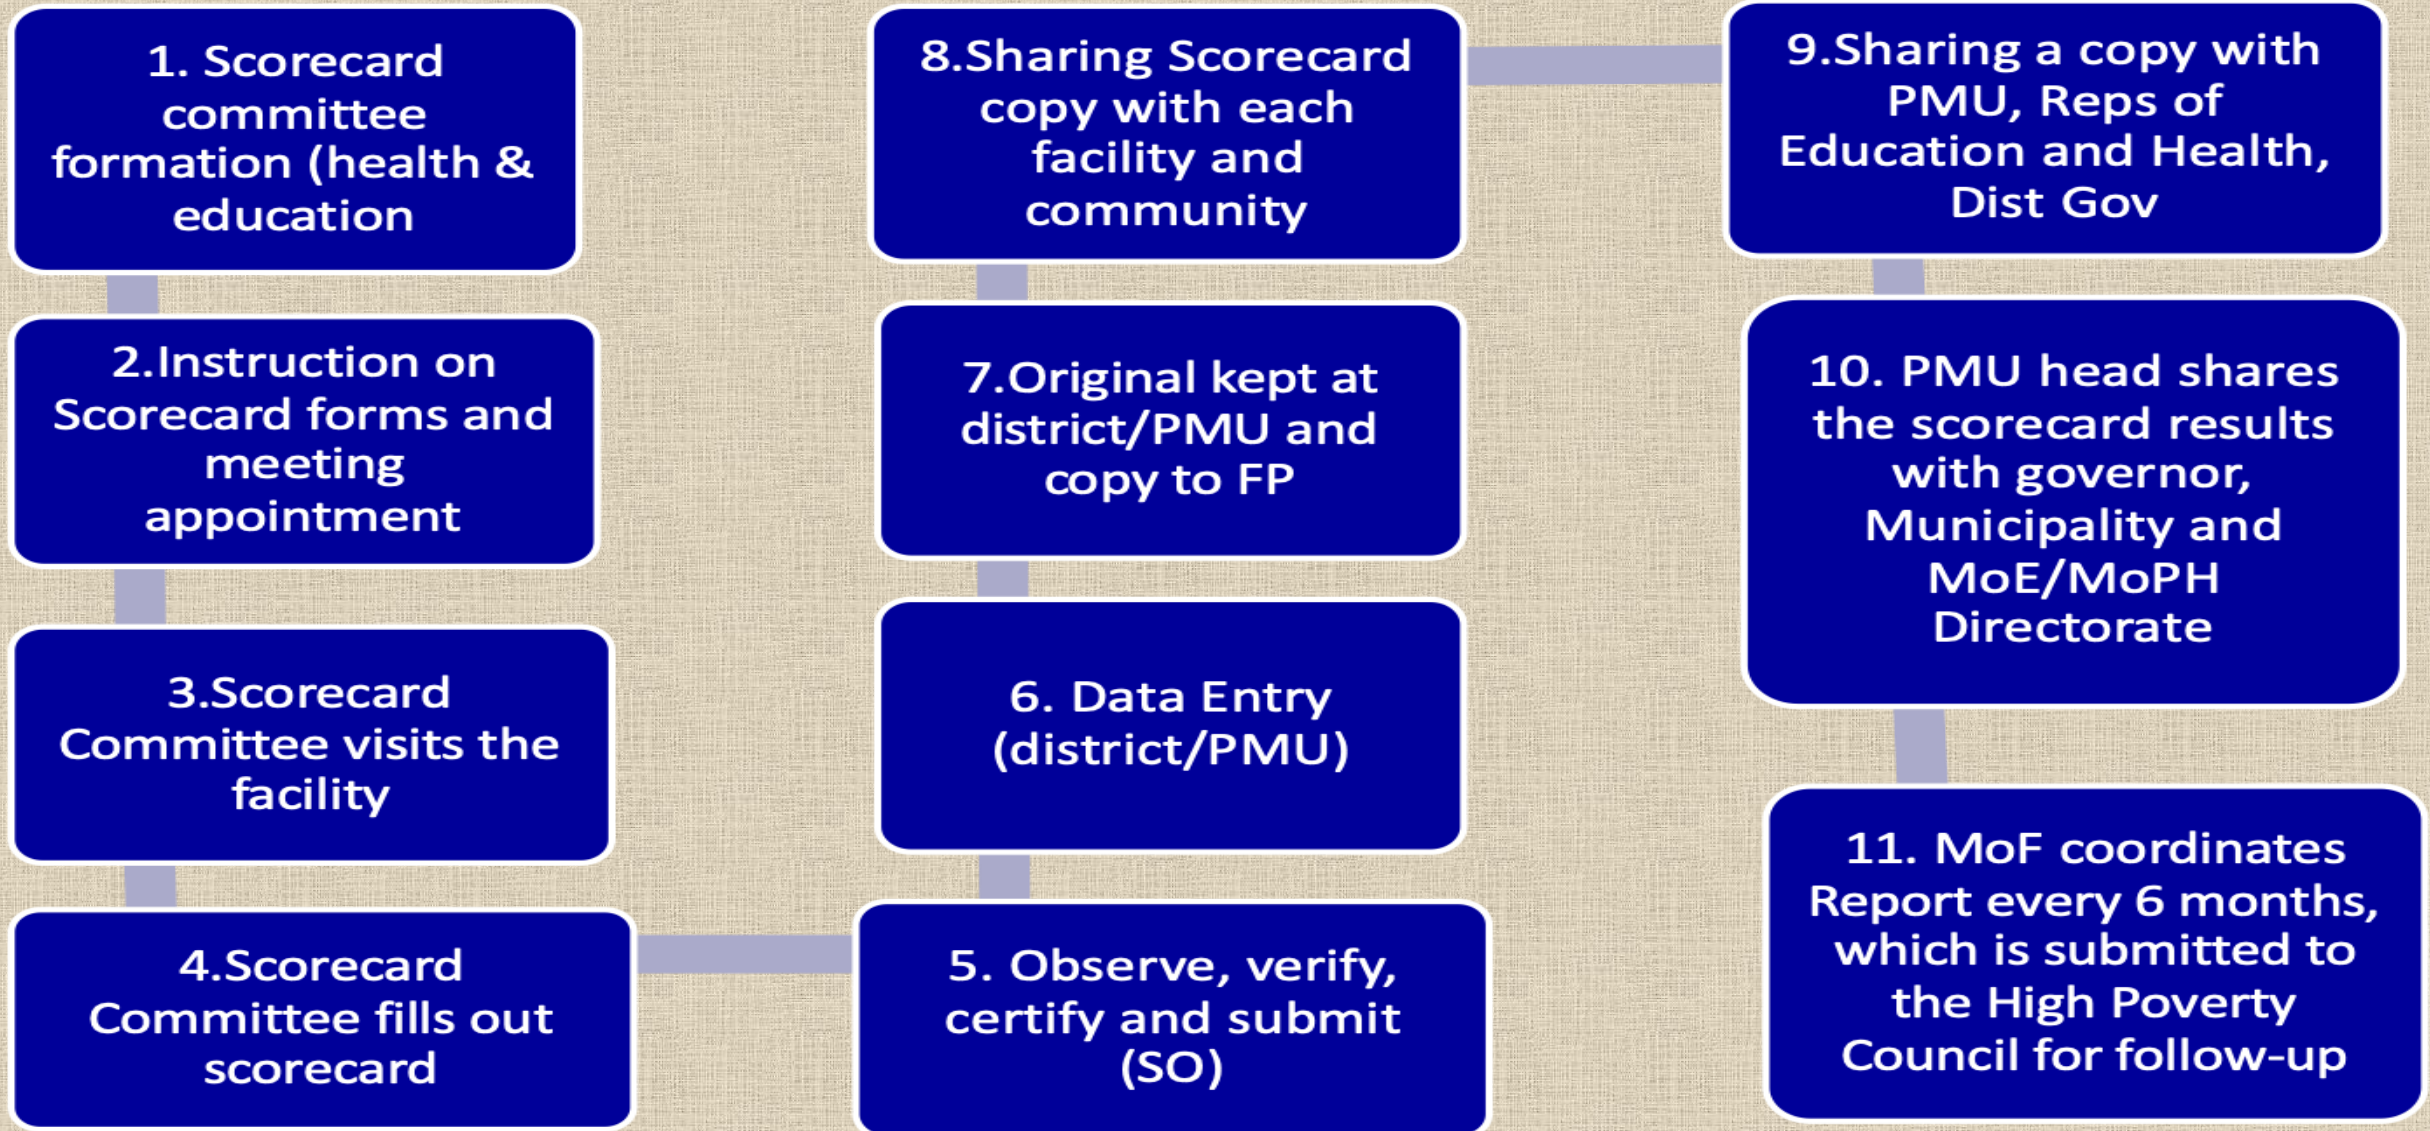 1. Scorecard
committee
formation (health &
education
2.Instruction on
Scorecard forms and
meeting
appointment
3.Scorecard
Committee visits the
facility
4.Scorecard
Committee fills out
scorecard
5. Observe, verify,
certify and submit
(SO)
6. Data Entry
(district/PMU)
7.Original kept at
district/PMU and
copy to FP
8.Sharing Scorecard
copy with each
facility and
community
9.Sharing a copy with
PMU, Reps of
Education and Health,
Dist Gov
10. PMU head shares
the scorecard results
with governor,
Municipality and
MoE/MoPH
Directorate
11. MoF coordinates
Report every 6 months,
which is submitted to
the High Poverty
Council for follow-up